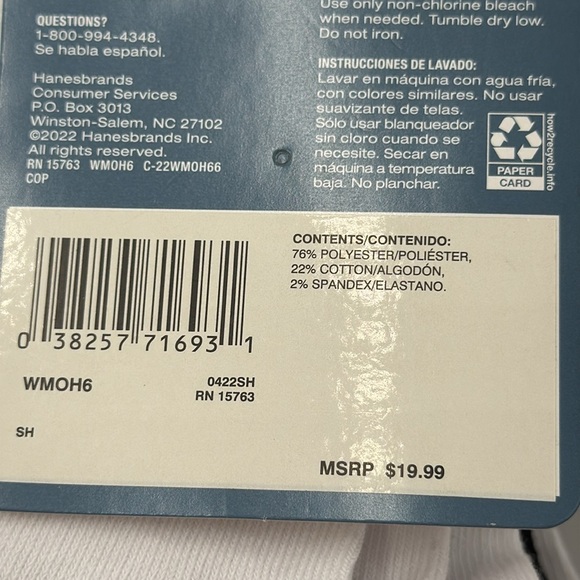 QUESTIONS?
1-800-994-4348.
Se habla español.
Hanesbrands
Consumer Services
P.O. Box 3013
Winston-Salem, NC 27102
©2022 Hanesbrands Inc.
All rights reserved.
RN 15763 WMOH6 C-22WMOH66
COP
Use only non-chlorine bleach
when needed. Tumble dry low.
Do not iron.
INSTRUCCIONES DE LAVADO:
Lavar en máquina con agua fría,
con colores similares. No usar
suavizante de telas.
Sólo usar blanqueador
sin cloro cuando se
necesite. Secar en
máquina a temperatura
baja. No planchar.
PAPER
CARD
how2recycle.info
0 38257 71693 1
WMOH6
0422SH
RN 15763
SH
CONTENTS/CONTENIDO:
76% POLYESTER/POLIÉSTER,
22% COTTON/ALGODÓN,
2% SPANDEX/ELASTANO.
MSRP $19.99